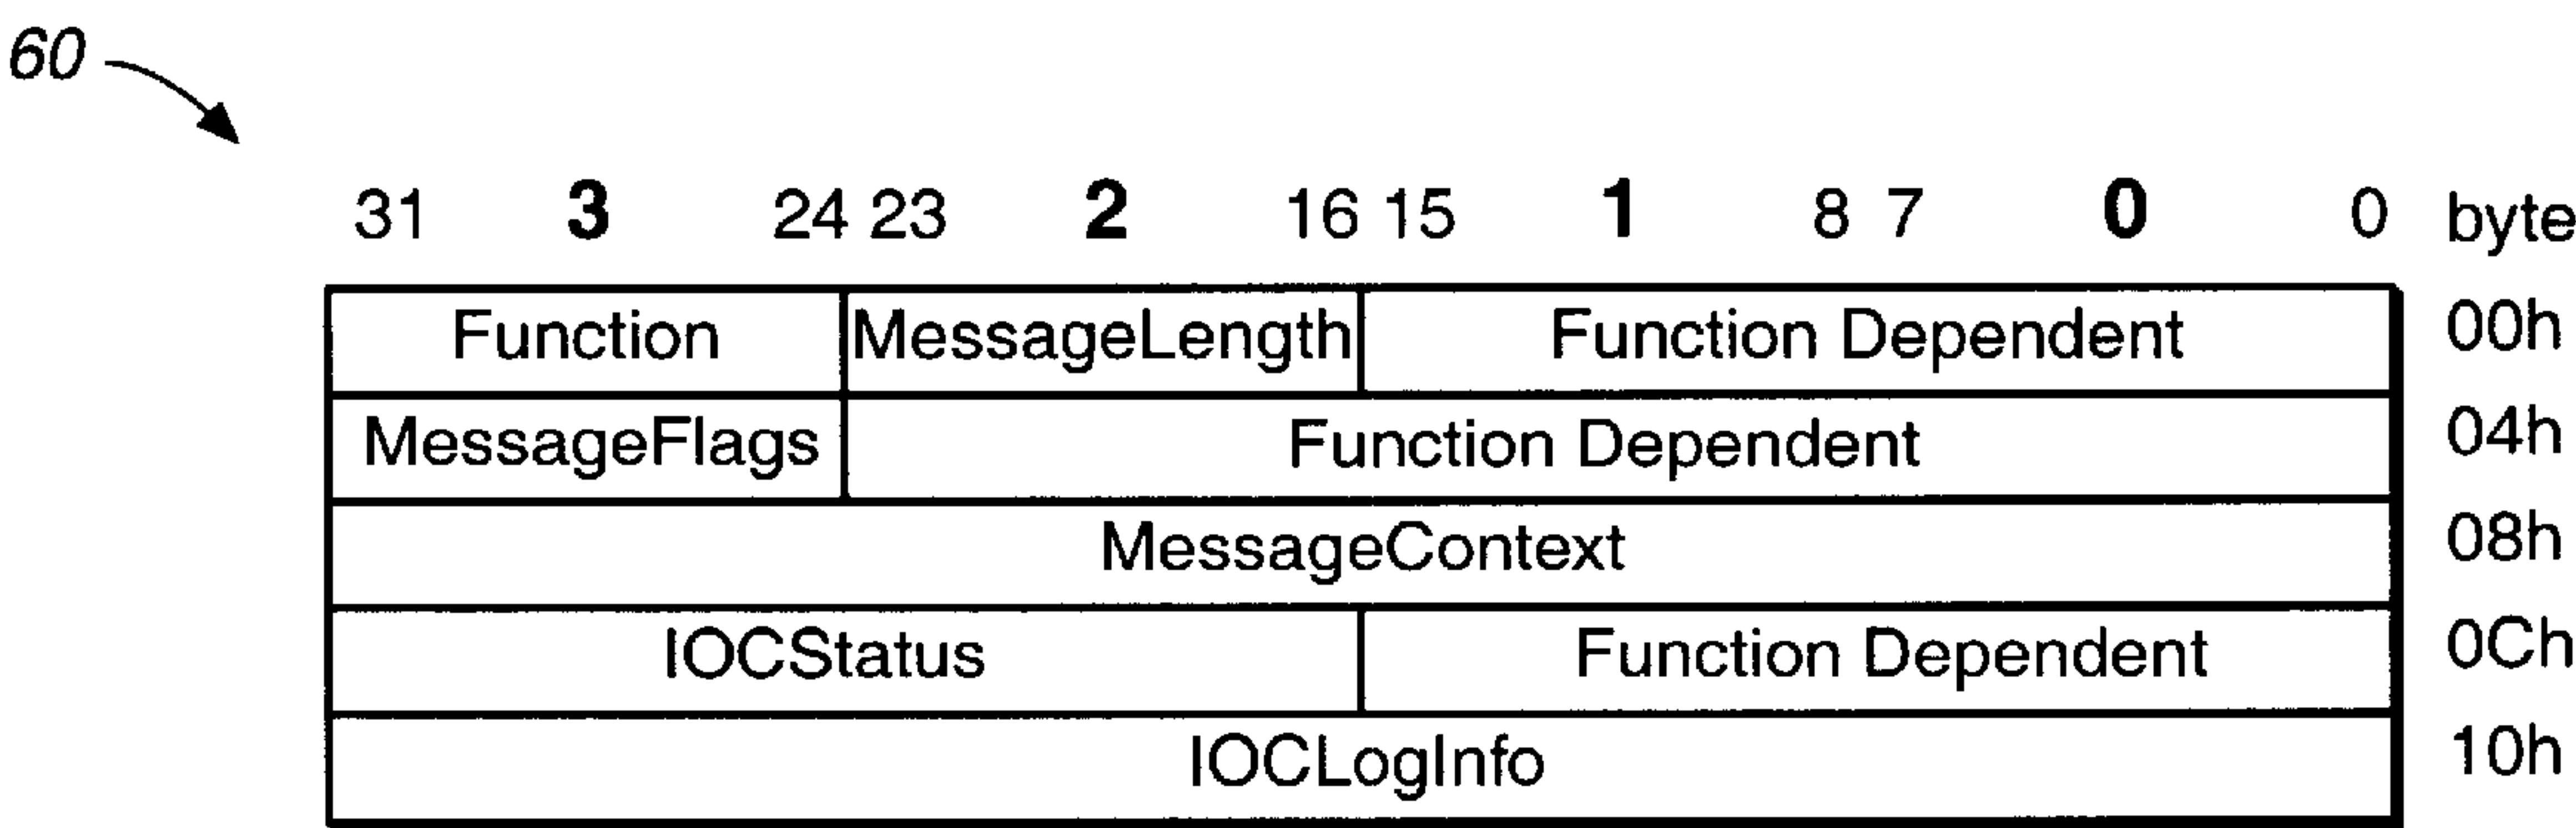 60
31 3 24 23 2 16 15 1 8 7 0 0 byte
Function MessageLength Function Dependent 00h
MessageFlags Function Dependent 04h
MessageContext 08h
IOCStatus Function Dependent 0Ch
IOCLogInfo 10h